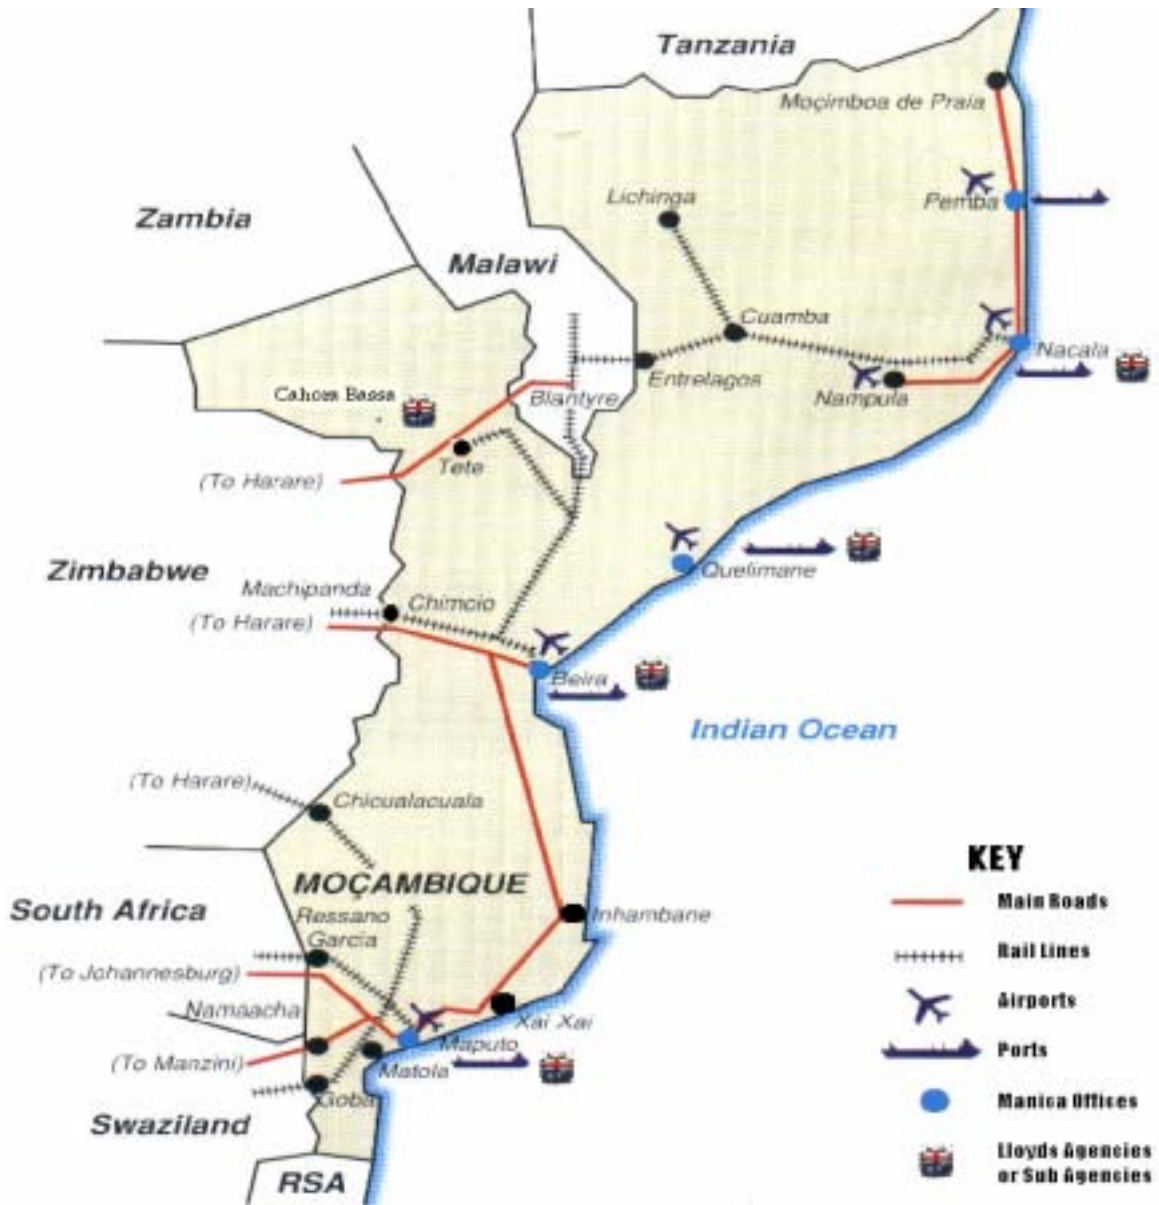 Tanzania
Moçimboa de Praia
Lichinga
Pemba
Zambia
Malawi
Cuamba
Nacala
Entrelagos
Cahora Bassa
Blantyre
Nampula
Tete
(To Harare)
Zimbabwe
Quelimane
Machipanda
Chimoio
(To Harare)
Beira
Indian Ocean
(To Harare)
Chicualacuala
MOÇAMBIQUE
South Africa
Ressano
Garcia
Inhambane
(To Johannesburg)
Namaacha
Xai Xai
Maputo
(To Manzini)
Matola
Goba
Swaziland
RSA
KEY
Main Roads
Rail Lines
Airports
Ports
Manica Offices
Lloyds Agencies
or Sub Agencies